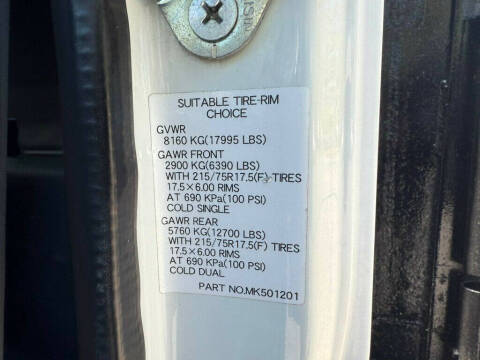 SUITABLE TIRE-RIM
CHOICE
GVWR
8160 KG(17995 LBS)
GAWR FRONT
2900 KG(6390 LBS)
WITH 215/75R17.5(F) TIRES
17.5×6.00 RIMS
AT 690 KPa(100 PSI)
COLD SINGLE
GAWR REAR
5760 KG(12700 LBS)
WITH 215/75R17.5(F) TIRES
17.5×6.00 RIMS
AT 690 KPa(100 PSI)
COLD DUAL
PART NO.MK501201